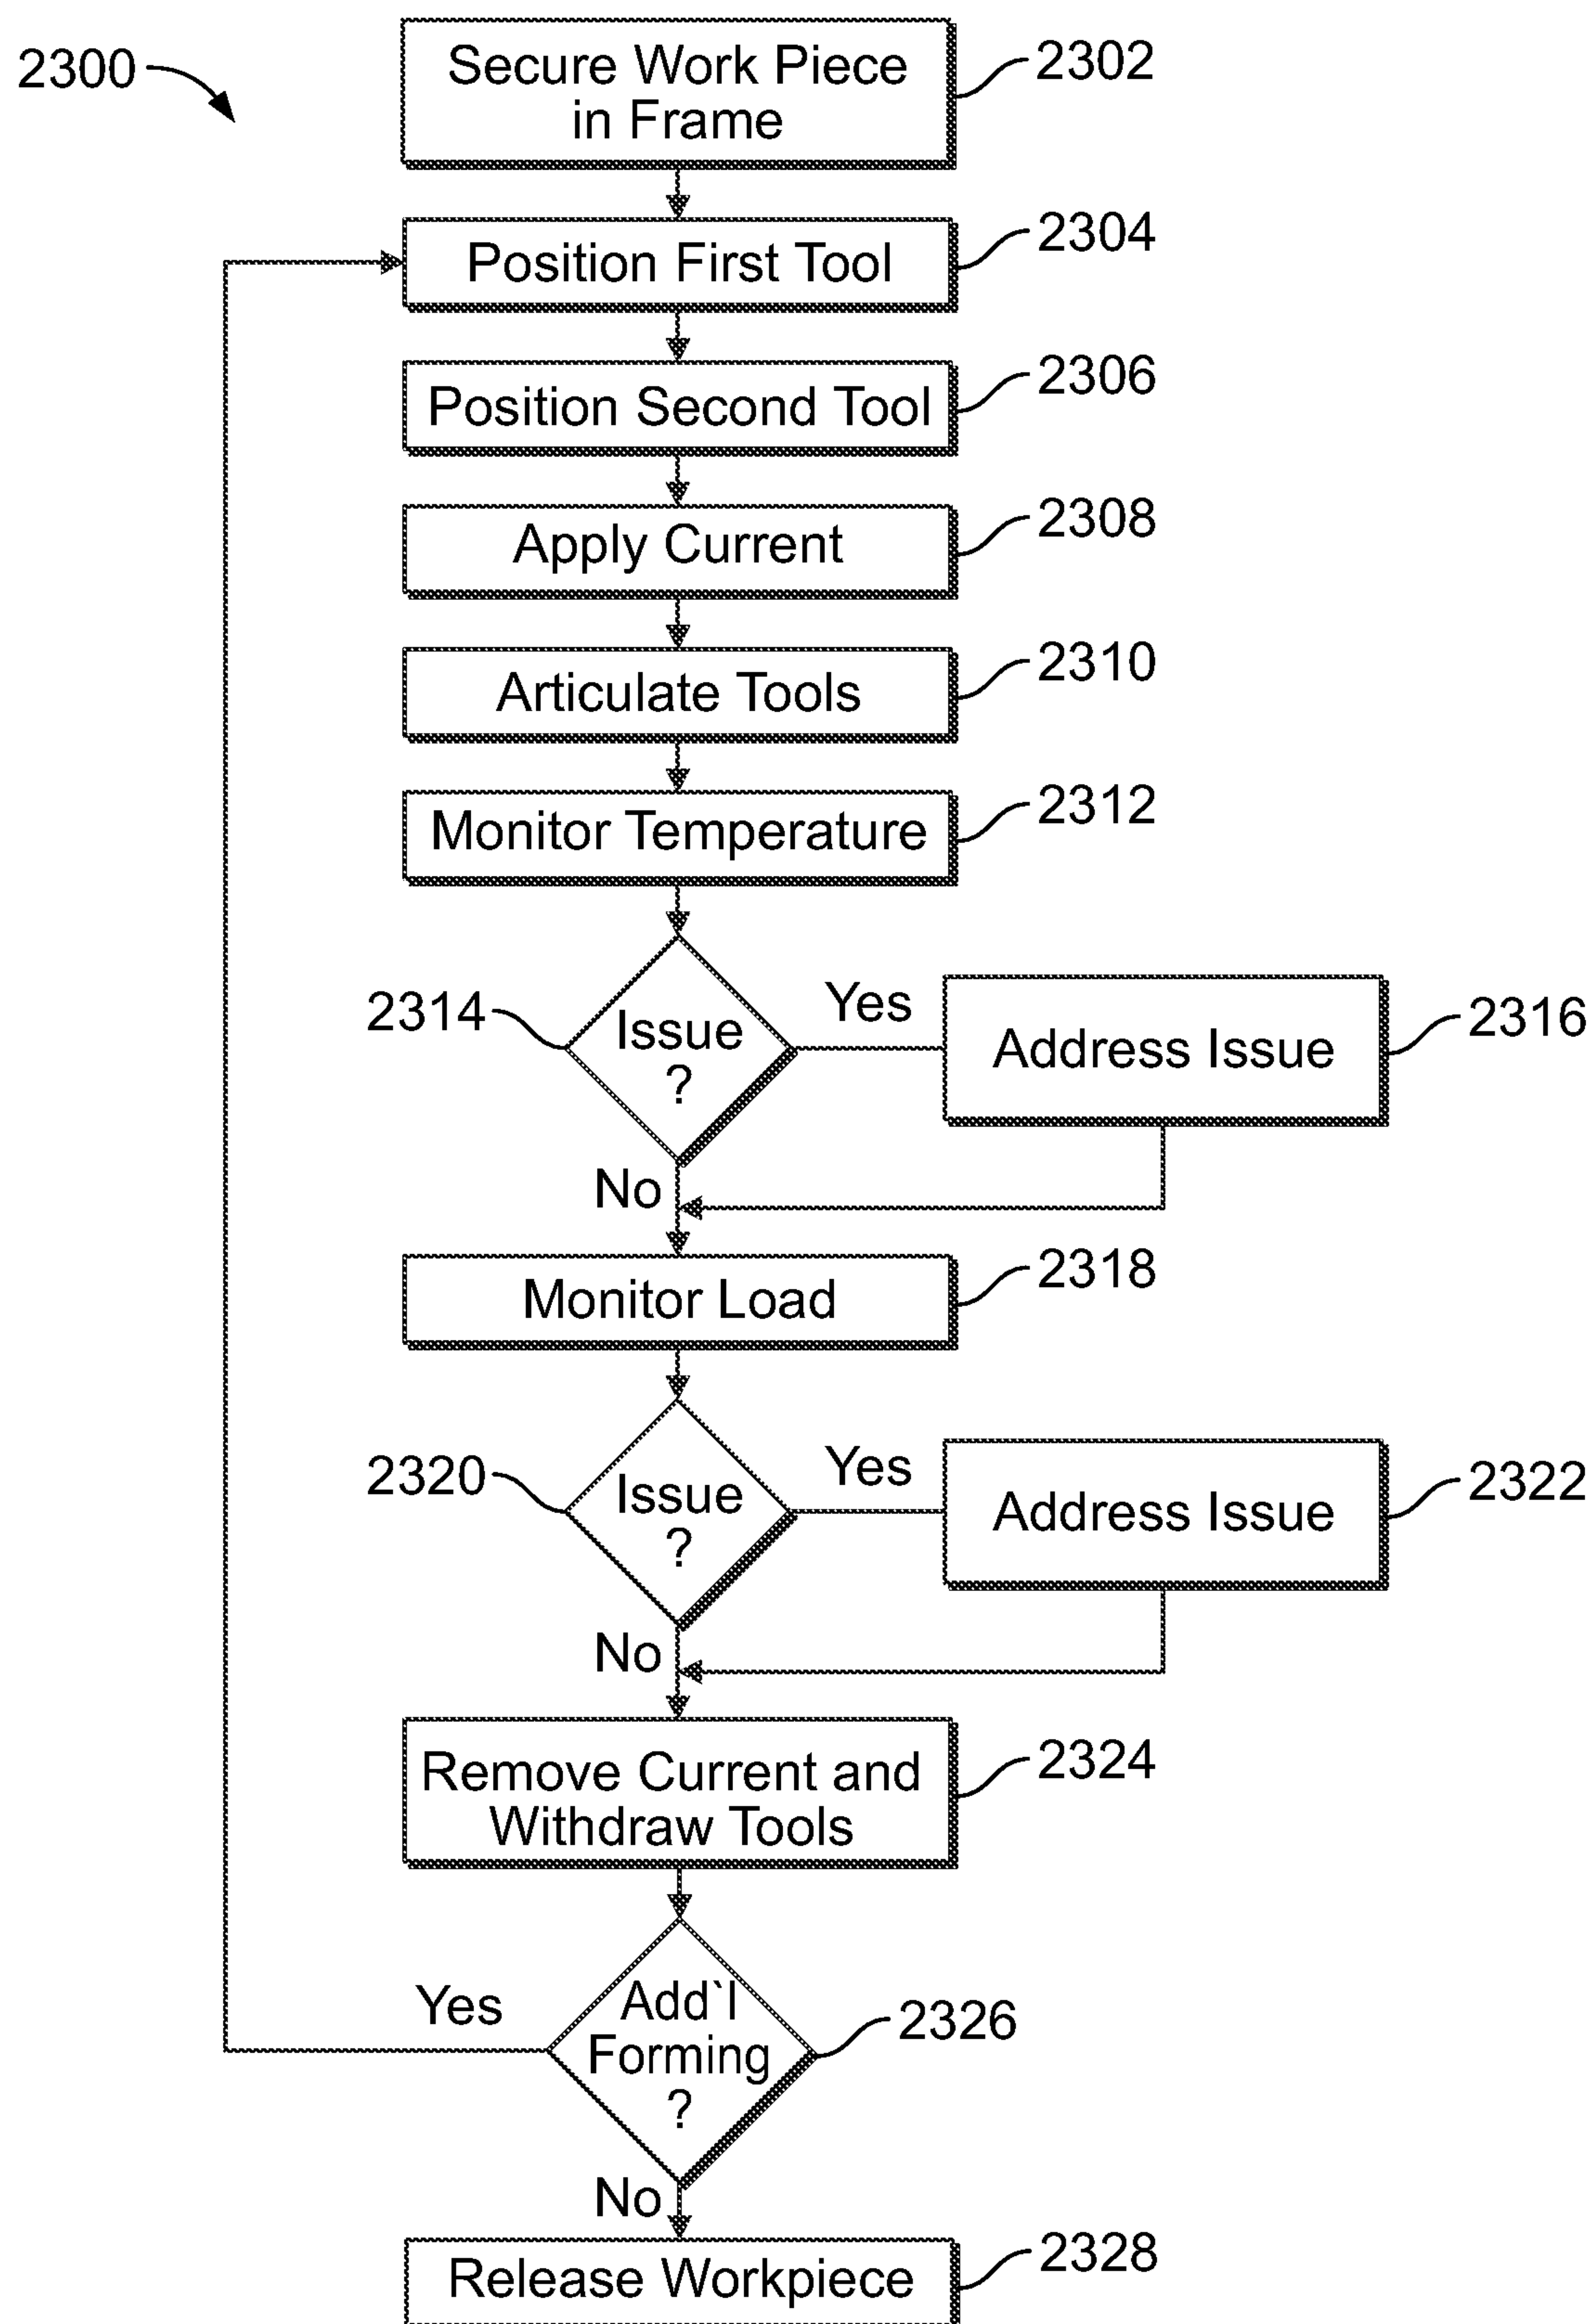 2300
Secure Work Piece
in Frame
2302
Position First Tool
2304
Position Second Tool
2306
Apply Current
2308
Articulate Tools
2310
Monitor Temperature
2312
2314
Issue
?
Yes
Address Issue
2316
No
Monitor Load
2318
2320
Issue
?
Yes
Address Issue
2322
No
Remove Current and
Withdraw Tools
2324
Yes
Add`l
Forming
?
2326
No
Release Workpiece
2328